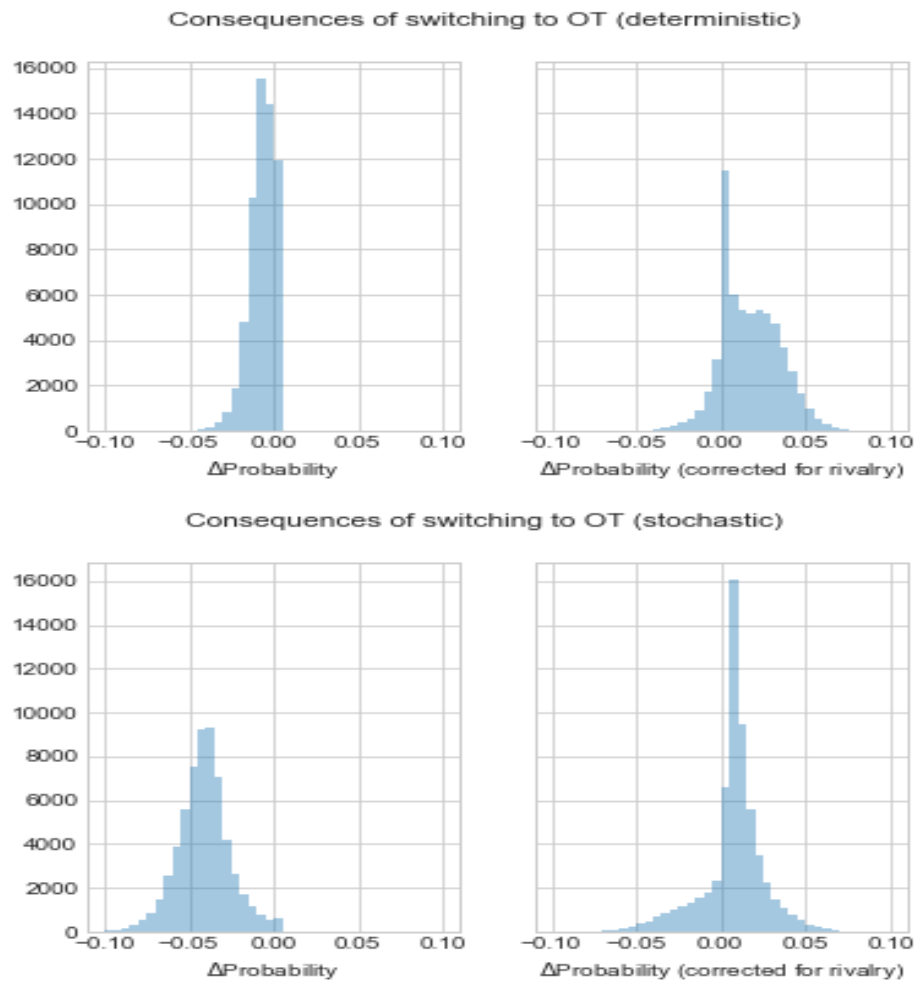 Consequences of switching to OT (deterministic)
16000
14000
12000
10000
8000
6000
4000
2000
0
−0.10 −0.05 0.00 0.05 0.10
−0.10 −0.05 0.00 0.05 0.10
ΔProbability
ΔProbability (corrected for rivalry)
Consequences of switching to OT (stochastic)
16000
14000
12000
10000
8000
6000
4000
2000
0
−0.10 −0.05 0.00 0.05 0.10
−0.10 −0.05 0.00 0.05 0.10
ΔProbability
ΔProbability (corrected for rivalry)